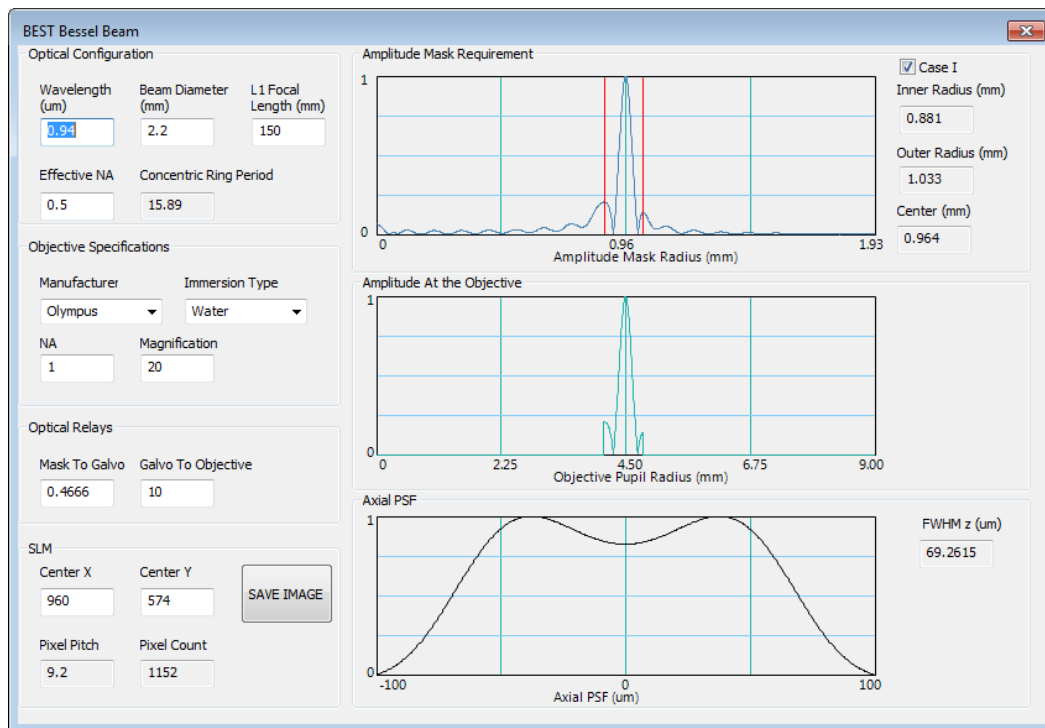 BEST Bessel Beam
Optical Configuration
Wavelength (um)
0.94
Beam Diameter (mm)
2.2
L1 Focal Length (mm)
150
Effective NA
0.5
Concentric Ring Period
15.89
Objective Specifications
Manufacturer
Olympus
Immersion Type
Water
NA
1
Magnification
20
Optical Relays
Mask To Galvo
0.4666
Galvo To Objective
10
SLM
Center X
960
Center Y
574
SAVE IMAGE
Pixel Pitch
9.2
Pixel Count
1152
Amplitude Mask Requirement
1
0
0 0.96 1.93
Amplitude Mask Radius (mm)
Case I
Inner Radius (mm)
0.881
Outer Radius (mm)
1.033
Center (mm)
0.964
Amplitude At the Objective
1
0
0 2.25 4.50 6.75 9.00
Objective Pupil Radius (mm)
Axial PSF
1
0
-100 0 100
Axial PSF (um)
FWHM z (um)
69.2615